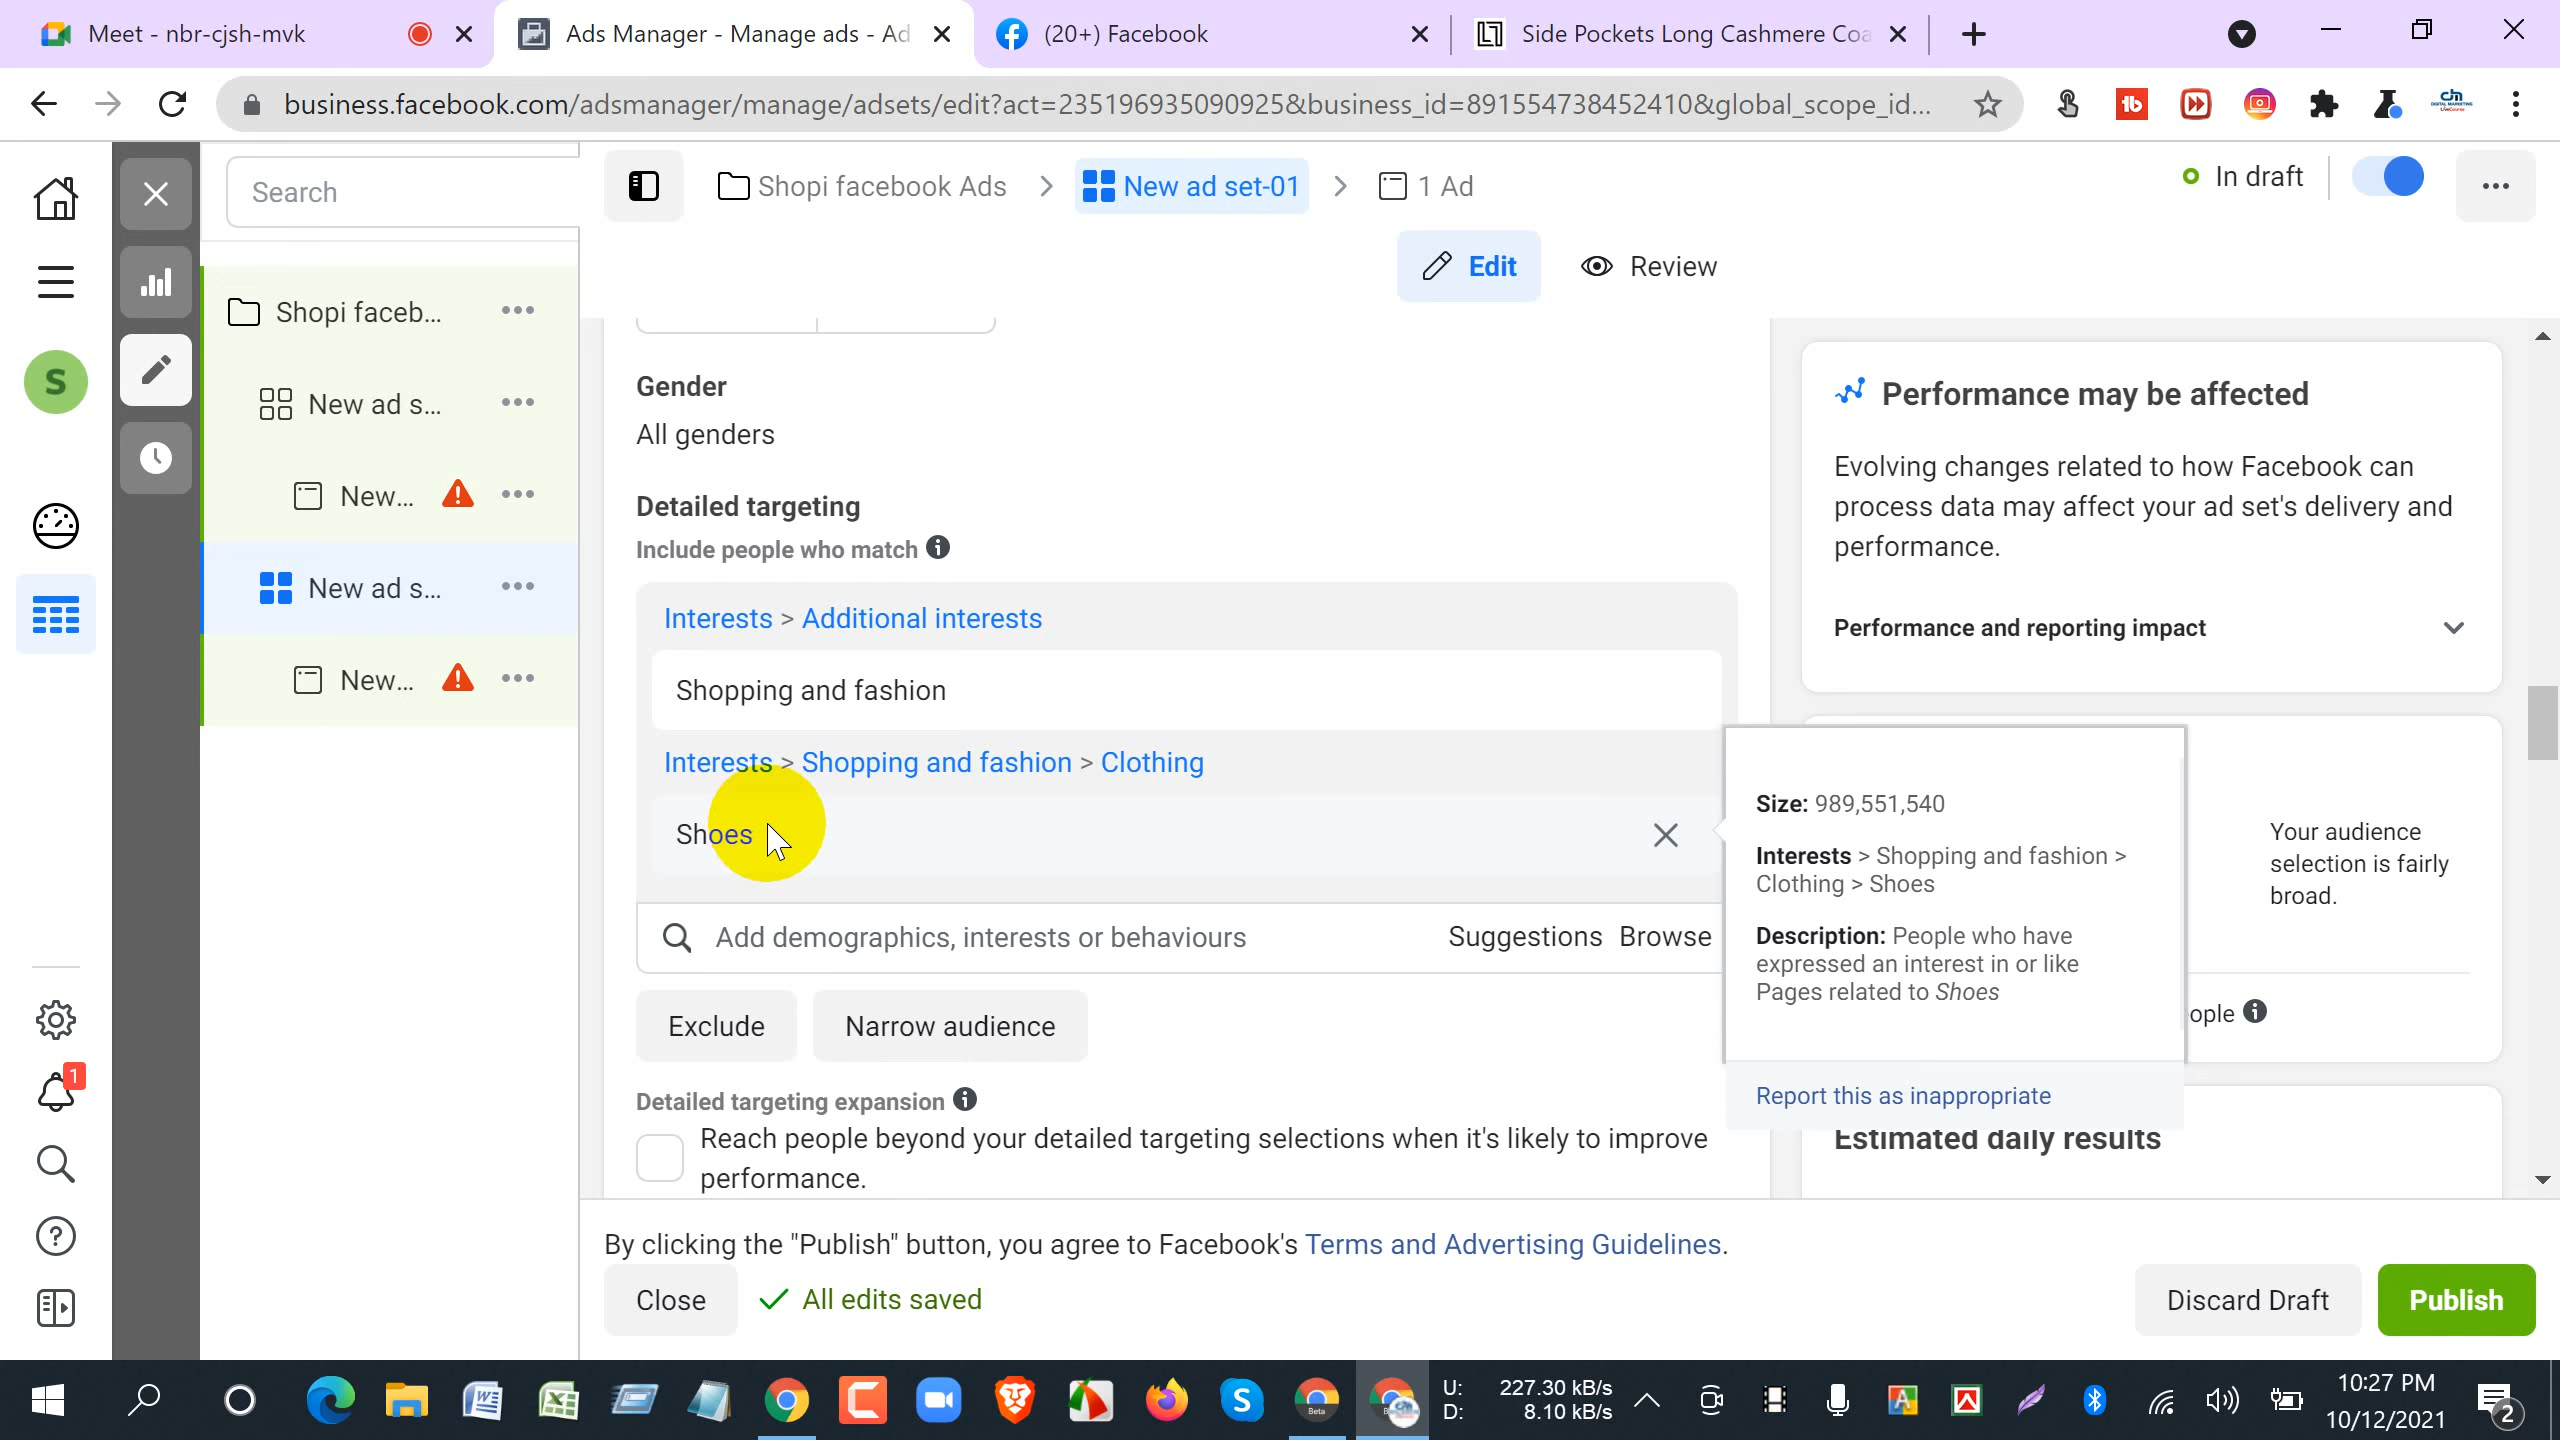 Meet - nbr-cjsh-mvk
Ads Manager - Manage ads - Ad
(20+) Facebook
Side Pockets Long Cashmere Coa
business.facebook.com/adsmanager/manage/adsets/edit?act=235196935090925&business_id=891554738452410&global_scope_id...
Search
Shopi facebook Ads
New ad set-01
1 Ad
In draft
Edit
Review
S
Shopi faceb...
New ad s...
New...
New ad s...
New...
Gender
All genders
Detailed targeting
Include people who match
Interests > Additional interests
Shopping and fashion
Interests > Shopping and fashion > Clothing
Shoes
Add demographics, interests or behaviours
Suggestions Browse
Exclude
Narrow audience
Detailed targeting expansion
Reach people beyond your detailed targeting selections when it's likely to improve
performance.
Performance may be affected
Evolving changes related to how Facebook can
process data may affect your ad set's delivery and
performance.
Performance and reporting impact
Size: 989,551,540
Interests > Shopping and fashion >
Clothing > Shoes
Description: People who have
expressed an interest in or like
Pages related to Shoes
Report this as inappropriate
Your audience
selection is fairly
broad.
ople
Estimated daily results
1
By clicking the "Publish" button, you agree to Facebook's Terms and Advertising Guidelines.
Close
All edits saved
Discard Draft
Publish
U: 227.30 kB/s
D: 8.10 kB/s
10:27 PM
10/12/2021
2